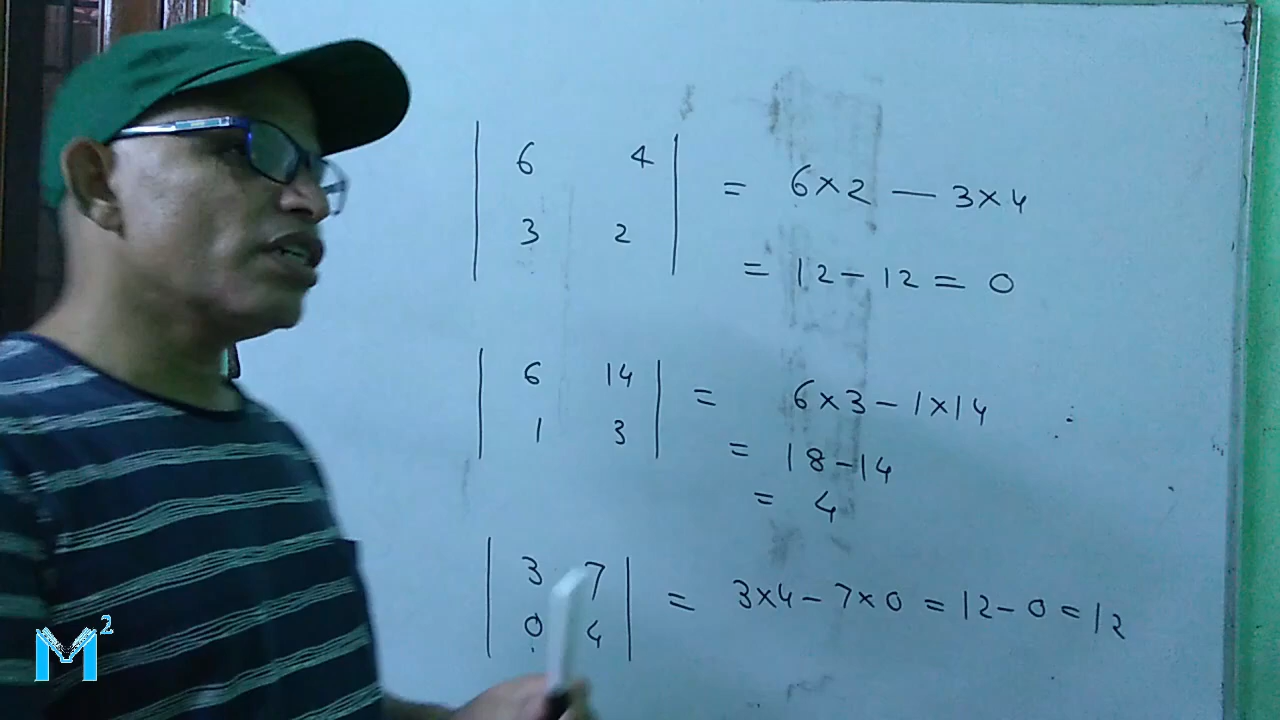 | 6 4 | = 6×2 — 3×4
| 3 2 |
= 12-12 = 0
| 6 14 | = 6×3-1×14
| 1 3 | = 18-14
= 4
| 3 7 | = 3×4-7×0 = 12-0 = 12
| 0 4 |
M²